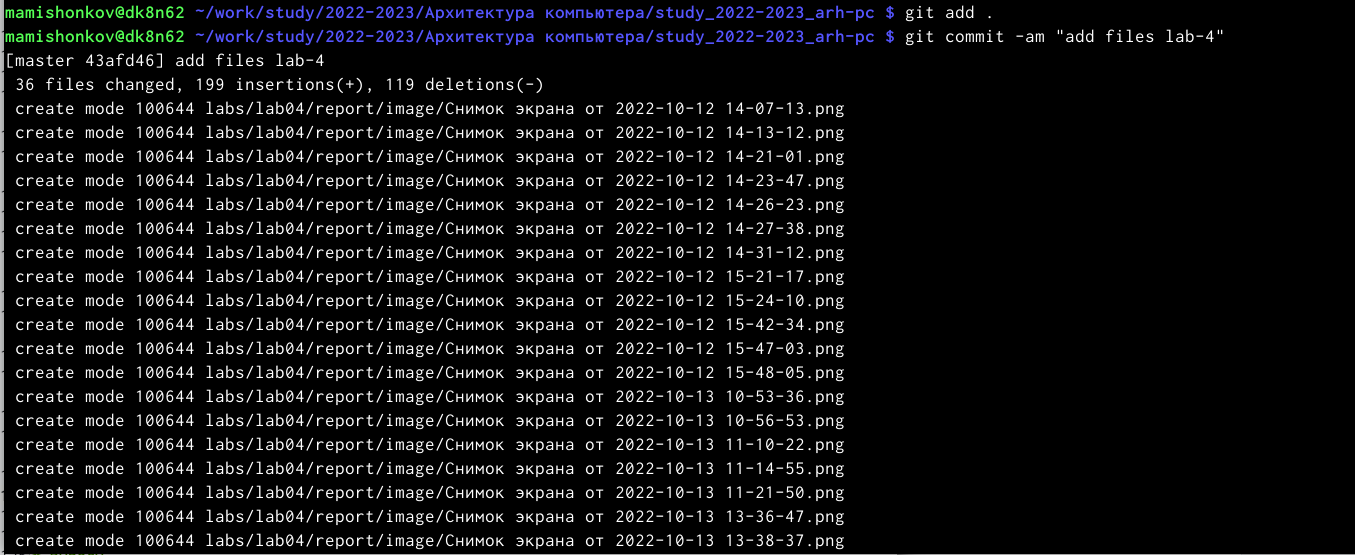 mamishonkov@dk8n62 ~/work/study/2022-2023/Архитектура компьютера/study_2022-2023_arh-pc $ git add .
mamishonkov@dk8n62 ~/work/study/2022-2023/Архитектура компьютера/study_2022-2023_arh-pc $ git commit -am "add files lab-4"
[master 43afd46] add files lab-4
 36 files changed, 199 insertions(+), 119 deletions(-)
 create mode 100644 labs/lab04/report/image/Снимок экрана от 2022-10-12 14-07-13.png
 create mode 100644 labs/lab04/report/image/Снимок экрана от 2022-10-12 14-13-12.png
 create mode 100644 labs/lab04/report/image/Снимок экрана от 2022-10-12 14-21-01.png
 create mode 100644 labs/lab04/report/image/Снимок экрана от 2022-10-12 14-23-47.png
 create mode 100644 labs/lab04/report/image/Снимок экрана от 2022-10-12 14-26-23.png
 create mode 100644 labs/lab04/report/image/Снимок экрана от 2022-10-12 14-27-38.png
 create mode 100644 labs/lab04/report/image/Снимок экрана от 2022-10-12 14-31-12.png
 create mode 100644 labs/lab04/report/image/Снимок экрана от 2022-10-12 15-21-17.png
 create mode 100644 labs/lab04/report/image/Снимок экрана от 2022-10-12 15-24-10.png
 create mode 100644 labs/lab04/report/image/Снимок экрана от 2022-10-12 15-42-34.png
 create mode 100644 labs/lab04/report/image/Снимок экрана от 2022-10-12 15-47-03.png
 create mode 100644 labs/lab04/report/image/Снимок экрана от 2022-10-12 15-48-05.png
 create mode 100644 labs/lab04/report/image/Снимок экрана от 2022-10-13 10-53-36.png
 create mode 100644 labs/lab04/report/image/Снимок экрана от 2022-10-13 10-56-53.png
 create mode 100644 labs/lab04/report/image/Снимок экрана от 2022-10-13 11-10-22.png
 create mode 100644 labs/lab04/report/image/Снимок экрана от 2022-10-13 11-14-55.png
 create mode 100644 labs/lab04/report/image/Снимок экрана от 2022-10-13 11-21-50.png
 create mode 100644 labs/lab04/report/image/Снимок экрана от 2022-10-13 13-36-47.png
 create mode 100644 labs/lab04/report/image/Снимок экрана от 2022-10-13 13-38-37.png